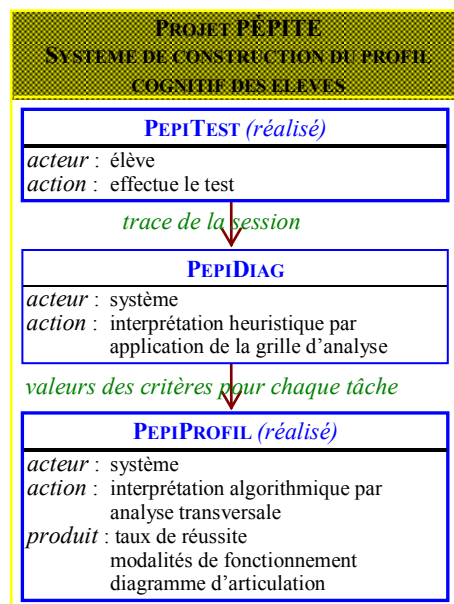 PROJET PÉPITE
SYSTEME DE CONSTRUCTION DU PROFIL
COGNITIF DES ELEVES
PEPITEST (réalisé)
acteur : élève
action : effectue le test
trace de la session
PEPIDIAG
acteur : système
action : interprétation heuristique par
application de la grille d'analyse
valeurs des critères pour chaque tâche
PEPIPROFIL (réalisé)
acteur : système
action : interprétation algorithmique par
analyse transversale
produit : taux de réussite
modalités de fonctionnement
diagramme d'articulation